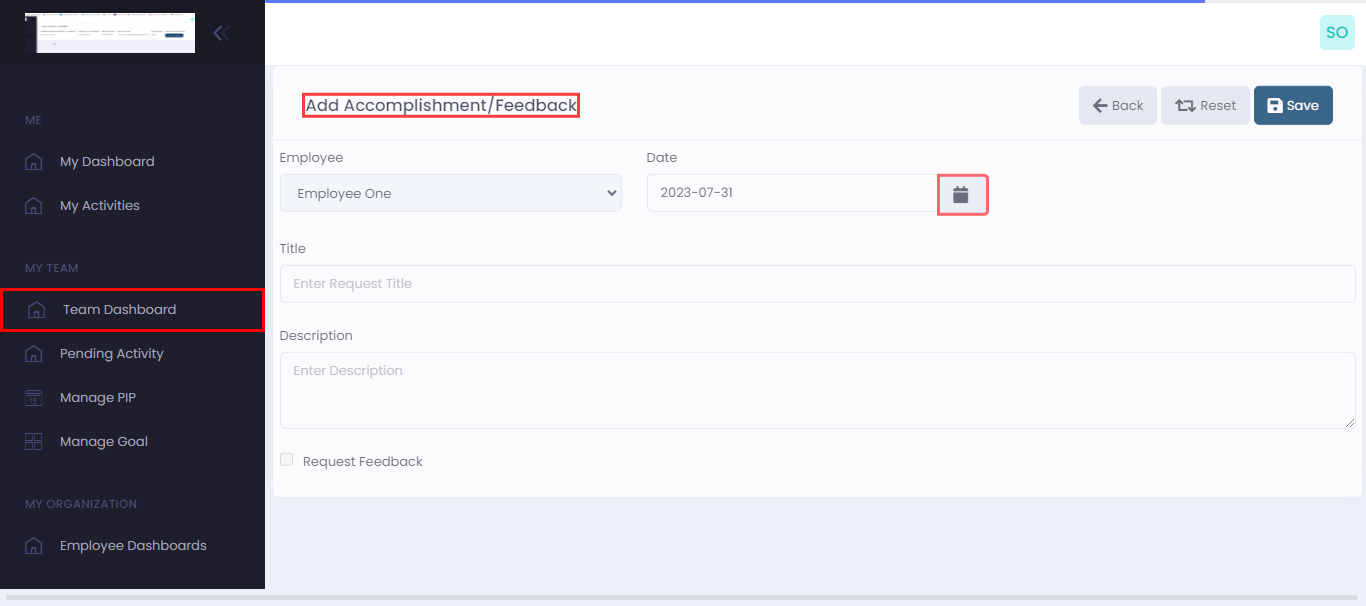 SO
ME
My Dashboard
My Activities
MY TEAM
Team Dashboard
Pending Activity
Manage PIP
Manage Goal
MY ORGANIZATION
Employee Dashboards
Add Accomplishment/Feedback
Back Reset Save
Employee Date
Employee One 2023-07-31
Title
Enter Request Title
Description
Enter Description
Request Feedback